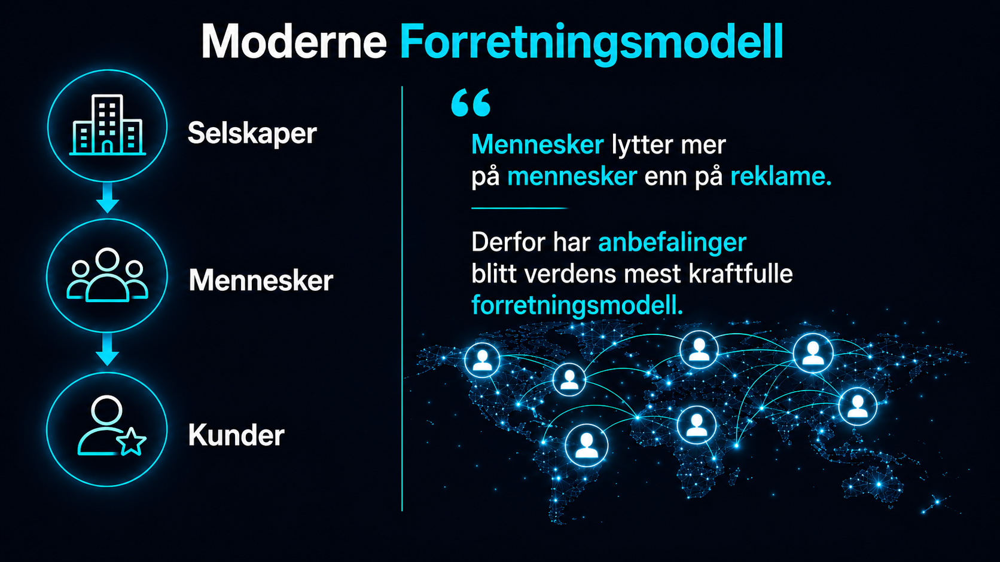 Moderne Forretningsmodell
Selskaper
Mennesker
Kunder
“
Mennesker lytter mer
på mennesker enn på reklame.
Derfor har anbefalinger
blitt verdens mest kraftfulle
forretningsmodell.